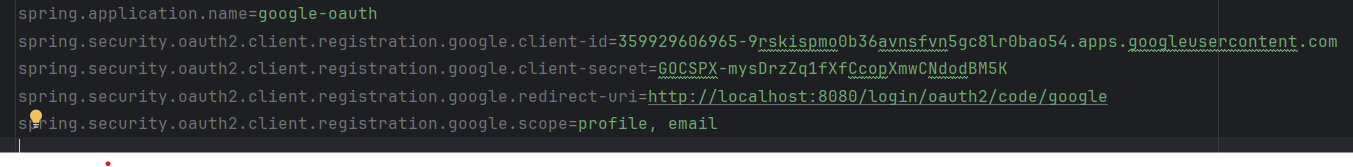 spring.application.name=google-oauth
spring.security.oauth2.client.registration.google.client-id=359929606965-9rskispmo0b36avnsfvn5gc8lr0bao54.apps.googleusercontent.com
spring.security.oauth2.client.registration.google.client-secret=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
spring.security.oauth2.client.registration.google.redirect-uri=http://localhost:8080/login/oauth2/code/google
spring.security.oauth2.client.registration.google.scope=profile, email